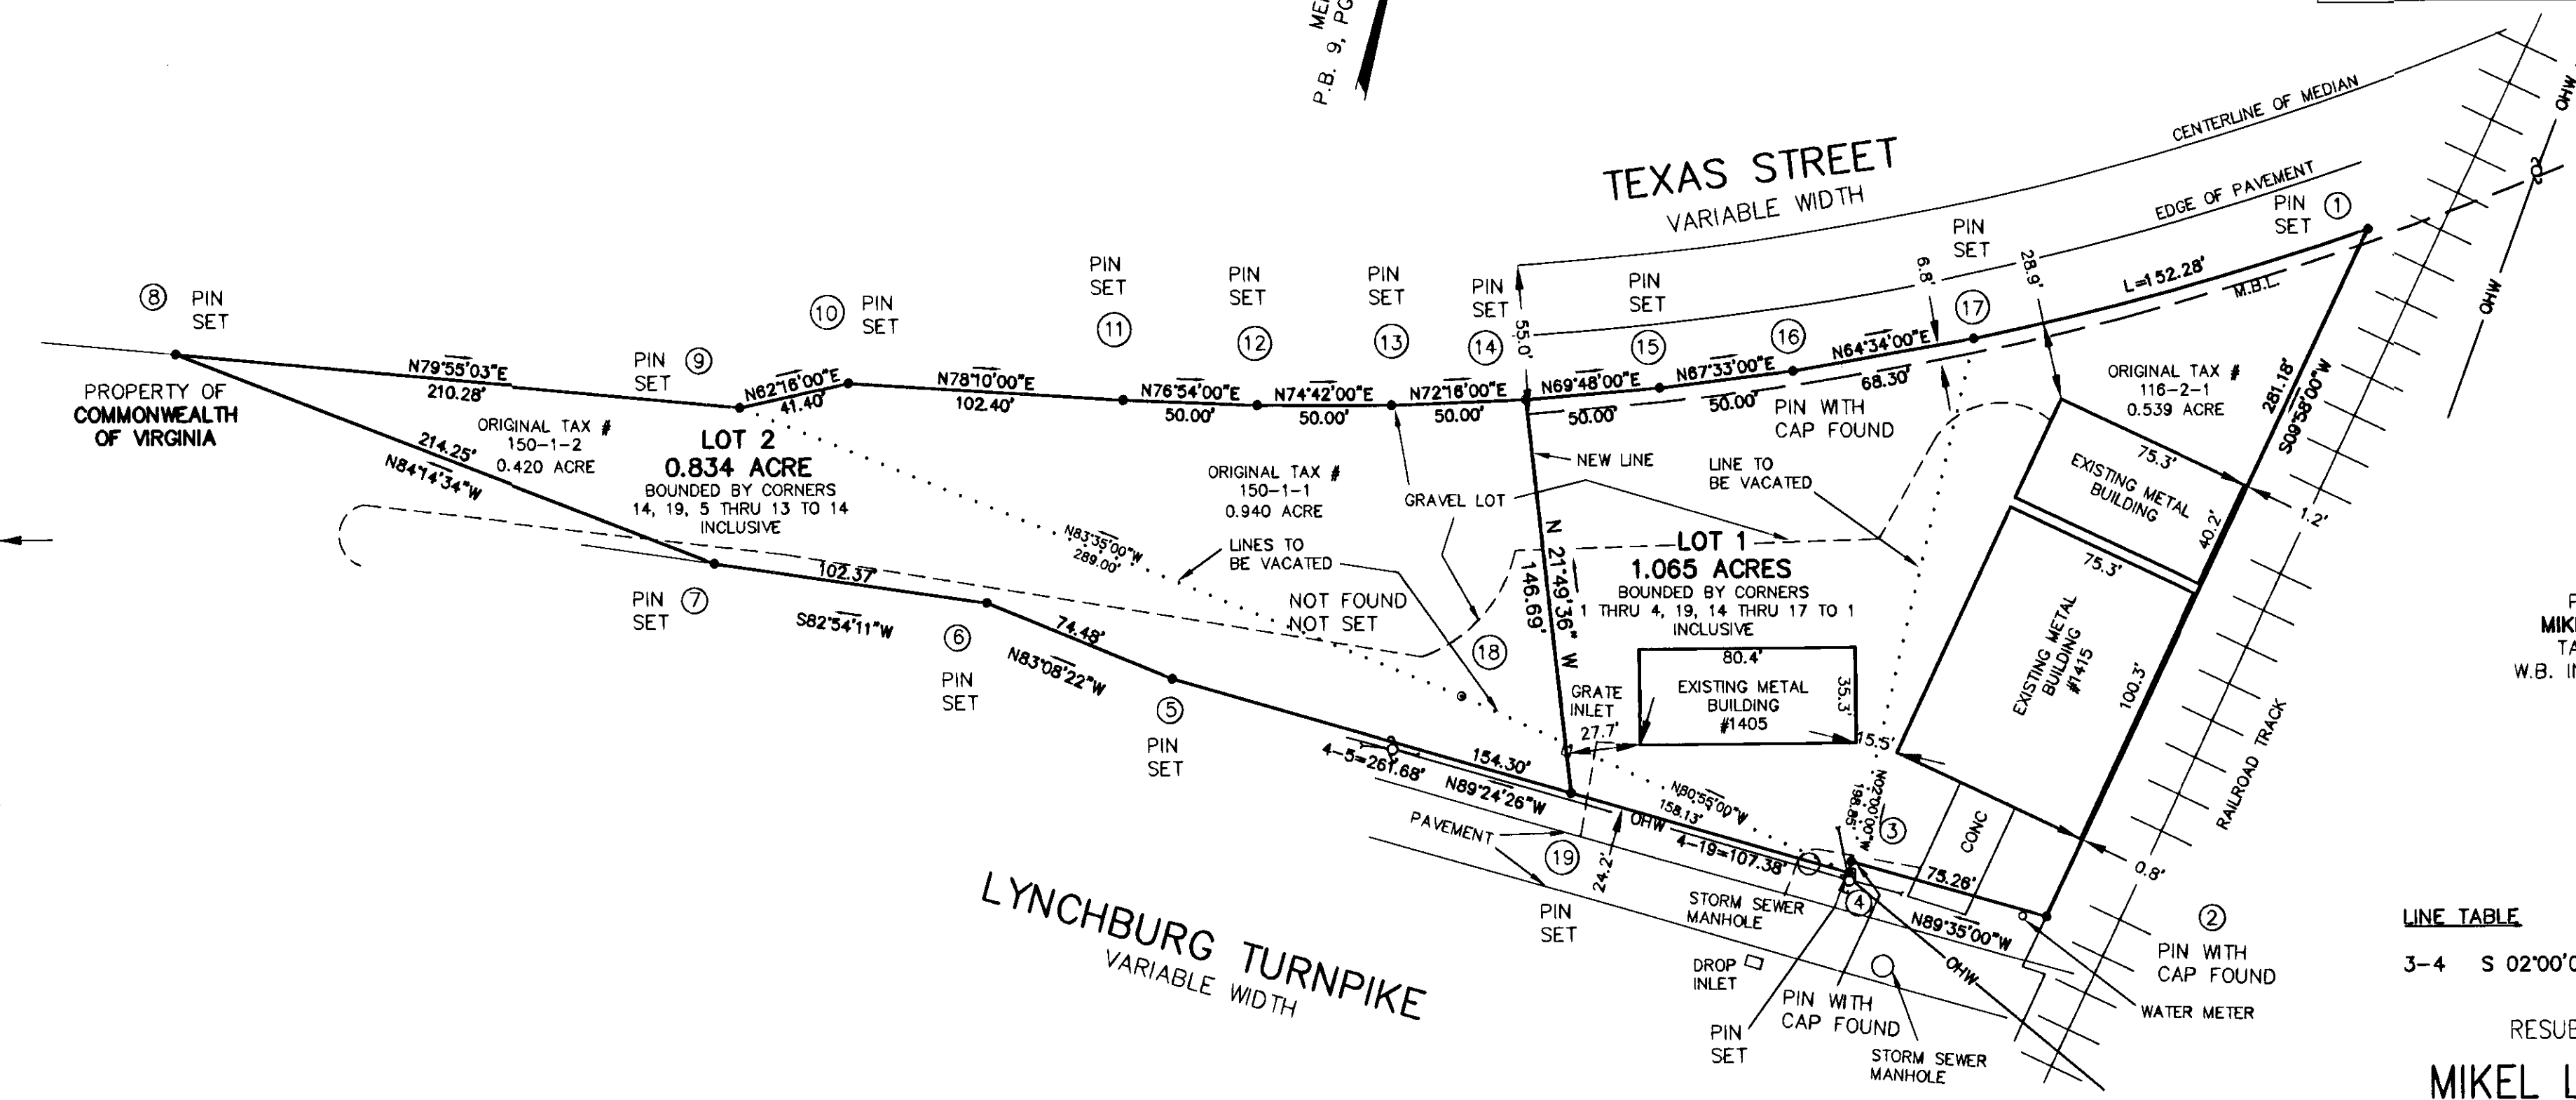 P.B. 9, PG
TEXAS STREET
VARIABLE WIDTH
CENTERLINE OF MEDIAN
EDGE OF PAVEMENT
OHW
OHW
PIN
SET
1
8
PIN
SET
10
PIN
SET
PIN
SET
11
PIN
SET
12
PIN
SET
13
PIN
SET
14
55.0'
PIN
SET
15
16
PIN
SET
17
6.8'
28.9'
L=152.28'
M.B.L.
N79°55'03"E
210.28'
PIN
SET
9
N62°16'00"E
41.40'
N78°10'00"E
102.40'
N76°54'00"E
50.00'
N74°42'00"E
50.00'
N72°16'00"E
50.00'
N69°48'00"E
50.00'
N67°33'00"E
50.00'
N64°34'00"E
68.30'
PIN WITH
CAP FOUND
ORIGINAL TAX #
116-2-1
0.539 ACRE
281.18'
S09°58'00"W
PROPERTY OF
COMMONWEALTH
OF VIRGINIA
214.25'
N84°14'34"W
ORIGINAL TAX #
150-1-2
0.420 ACRE
LOT 2
0.834 ACRE
BOUNDED BY CORNERS
14, 19, 5 THRU 13 TO 14
INCLUSIVE
ORIGINAL TAX #
150-1-1
0.940 ACRE
NEW LINE
GRAVEL LOT
LINE TO
BE VACATED
75.3'
EXISTING METAL
BUILDING
40.2'
1.2'
N83°35'00"W
289.00'
LINES TO
BE VACATED
NOT FOUND
NOT SET
18
N 21°49'36" W
146.69'
LOT 1
1.065 ACRES
BOUNDED BY CORNERS
1 THRU 4, 19, 14 THRU 17 TO 1
INCLUSIVE
75.3'
EXISTING METAL
BUILDING
#1415
100.3'
RAILROAD TRACK
102.37'
S82°54'11"W
PIN
SET
7
6
PIN
SET
74.48'
N83°08'22"W
5
PIN
SET
80.4'
EXISTING METAL
BUILDING
#1405
35.3'
GRATE
INLET
27.7'
15.5'
154.30'
4-5=261.68'
N89°24'26"W
N80°55'00"W
158.13'
OHW
4-19=107.38'
N02°00'00"W
198.85'
3
CONC
75.26'
N89°35'00"W
0.8'
PAVEMENT
19
24.2'
PIN
SET
STORM SEWER
MANHOLE
4
DROP
INLET
OHW
PIN WITH
CAP FOUND
PIN
SET
STORM SEWER
MANHOLE
2
PIN WITH
CAP FOUND
WATER METER
LYNCHBURG TURNPIKE
VARIABLE WIDTH
W.B.
LINE TABLE
3-4 S
MIKEL